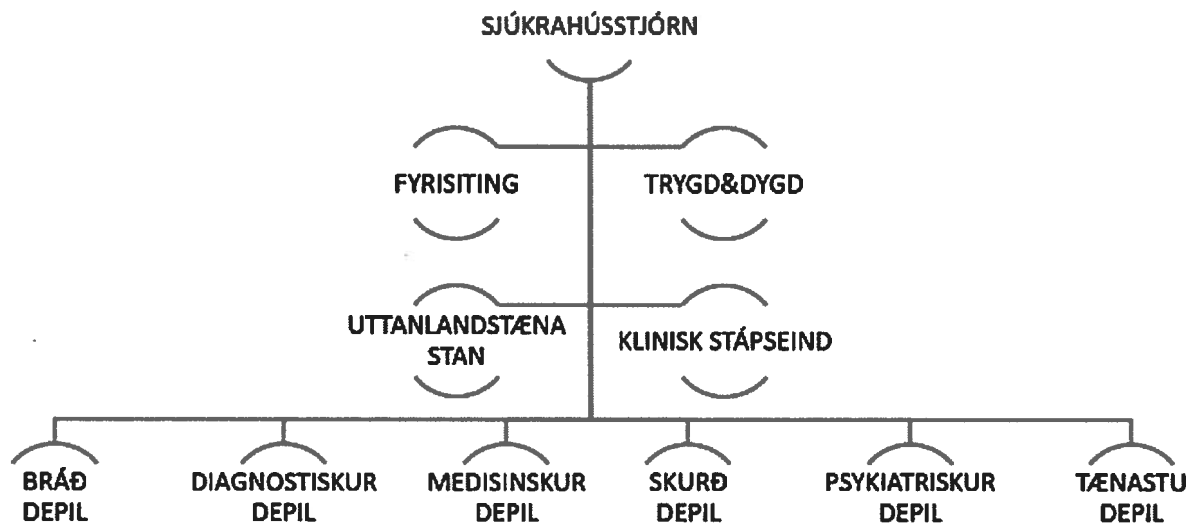 SJÚKRAHÚSSTJÓRN
FYRISITING
TRYGD&DYGD
UTTANLANDSTÆNA
STAN
KLINISK STÁPSEIND
BRÁÐ
DEPIL
DIAGNOSTISKUR
DEPIL
MEDISINSKUR
DEPIL
SKURÐ
DEPIL
PSYKIATRISKUR
DEPIL
TÆNASTU
DEPIL